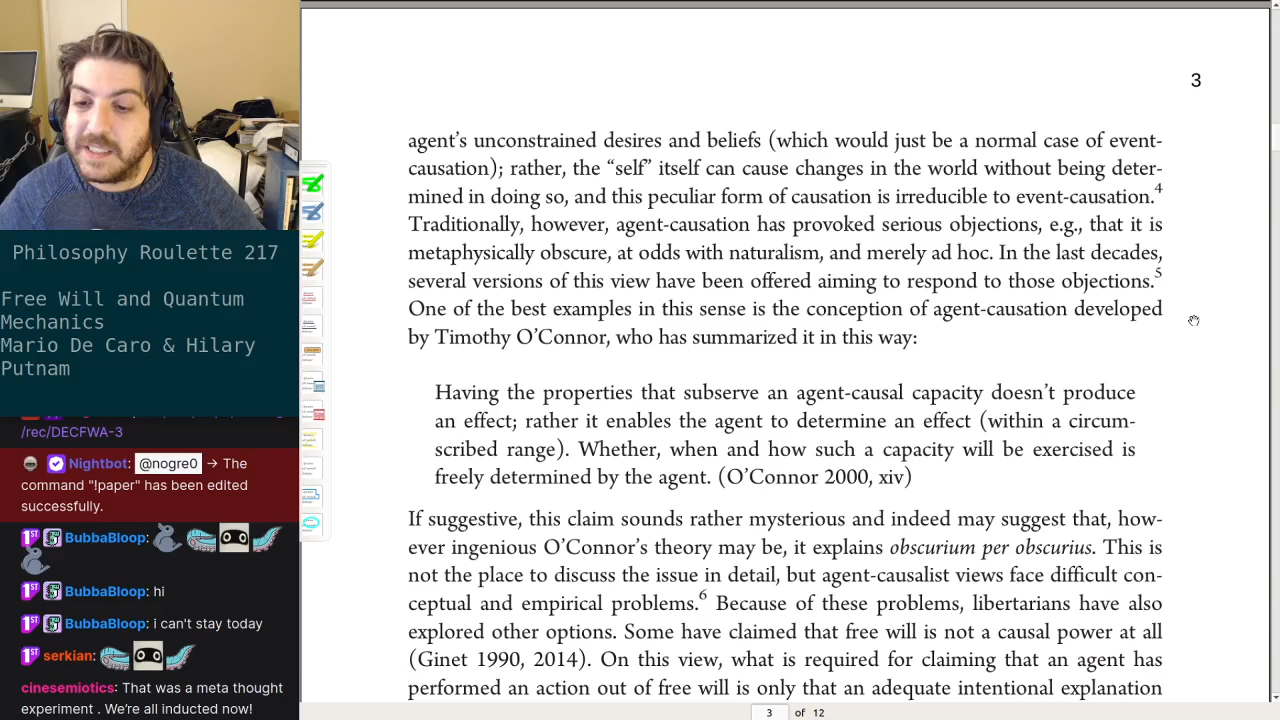 Philosophy Roulette 217
Free Will and Quantum
Mechanics
Mario De Caro & Hilary
Putnam
/rec/DECFWA-3
Nightbot: @nogre0 → The
command "!paper" has been edited
successfully.
BubbaBloop:
BubbaBloop: hi
BubbaBloop: i can't stay today
serkian:
cinesemiotics: That was a meta thought
experiment . We're all inducted now!
3
agent's unconstrained desires and beliefs (which would just be a normal case of event-
causation); rather, the “self” itself can cause changes in the world without being deter-
mined in doing so, and this peculiar form of causation is irreducible to event-causation.4
Traditionally, however, agent-causation has provoked serious objections, e.g., that it is
metaphysically obscure, at odds with naturalism, and merely ad hoc. In the last decades,
several versions of this view have been offered aiming to respond to those objections.5
One of the best examples in this sense is the conception of agent-causation developed
by Timothy O'Connor, who has summarized it in this way:
Having the properties that subserve an agent-causal capacity doesn't produce
an effect; rather it enables the agent to determine an effect (within a circum-
scribed range). Whether, when and how such a capacity will be exercised is
freely determined by the agent. (O'Connor 2000, xiv)
If suggestive, this claim sounds rather mysterious and indeed may suggest that, how-
ever ingenious O'Connor's theory may be, it explains obscurium per obscurius. This is
not the place to discuss the issue in detail, but agent-causalist views face difficult con-
ceptual and empirical problems.6 Because of these problems, libertarians have also
explored other options. Some have claimed that free will is not a causal power at all
(Ginet 1990, 2014). On this view, what is required for claiming that an agent has
performed an action out of free will is only that an adequate intentional explanation
3 of 12